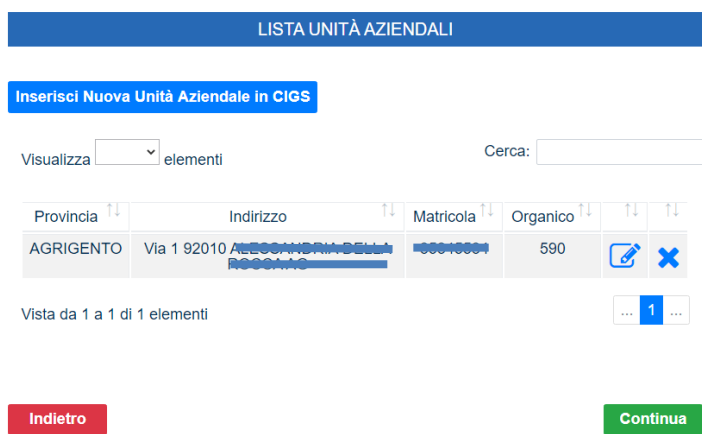 LISTA UNITÀ AZIENDALI
Inserisci Nuova Unità Aziendale in CIGS
Visualizza elementi Cerca:
Provincia Indirizzo Matricola Organico
AGRIGENTO Via 1 92010 590
Vista da 1 a 1 di 1 elementi ... 1 ...
Indietro Continua